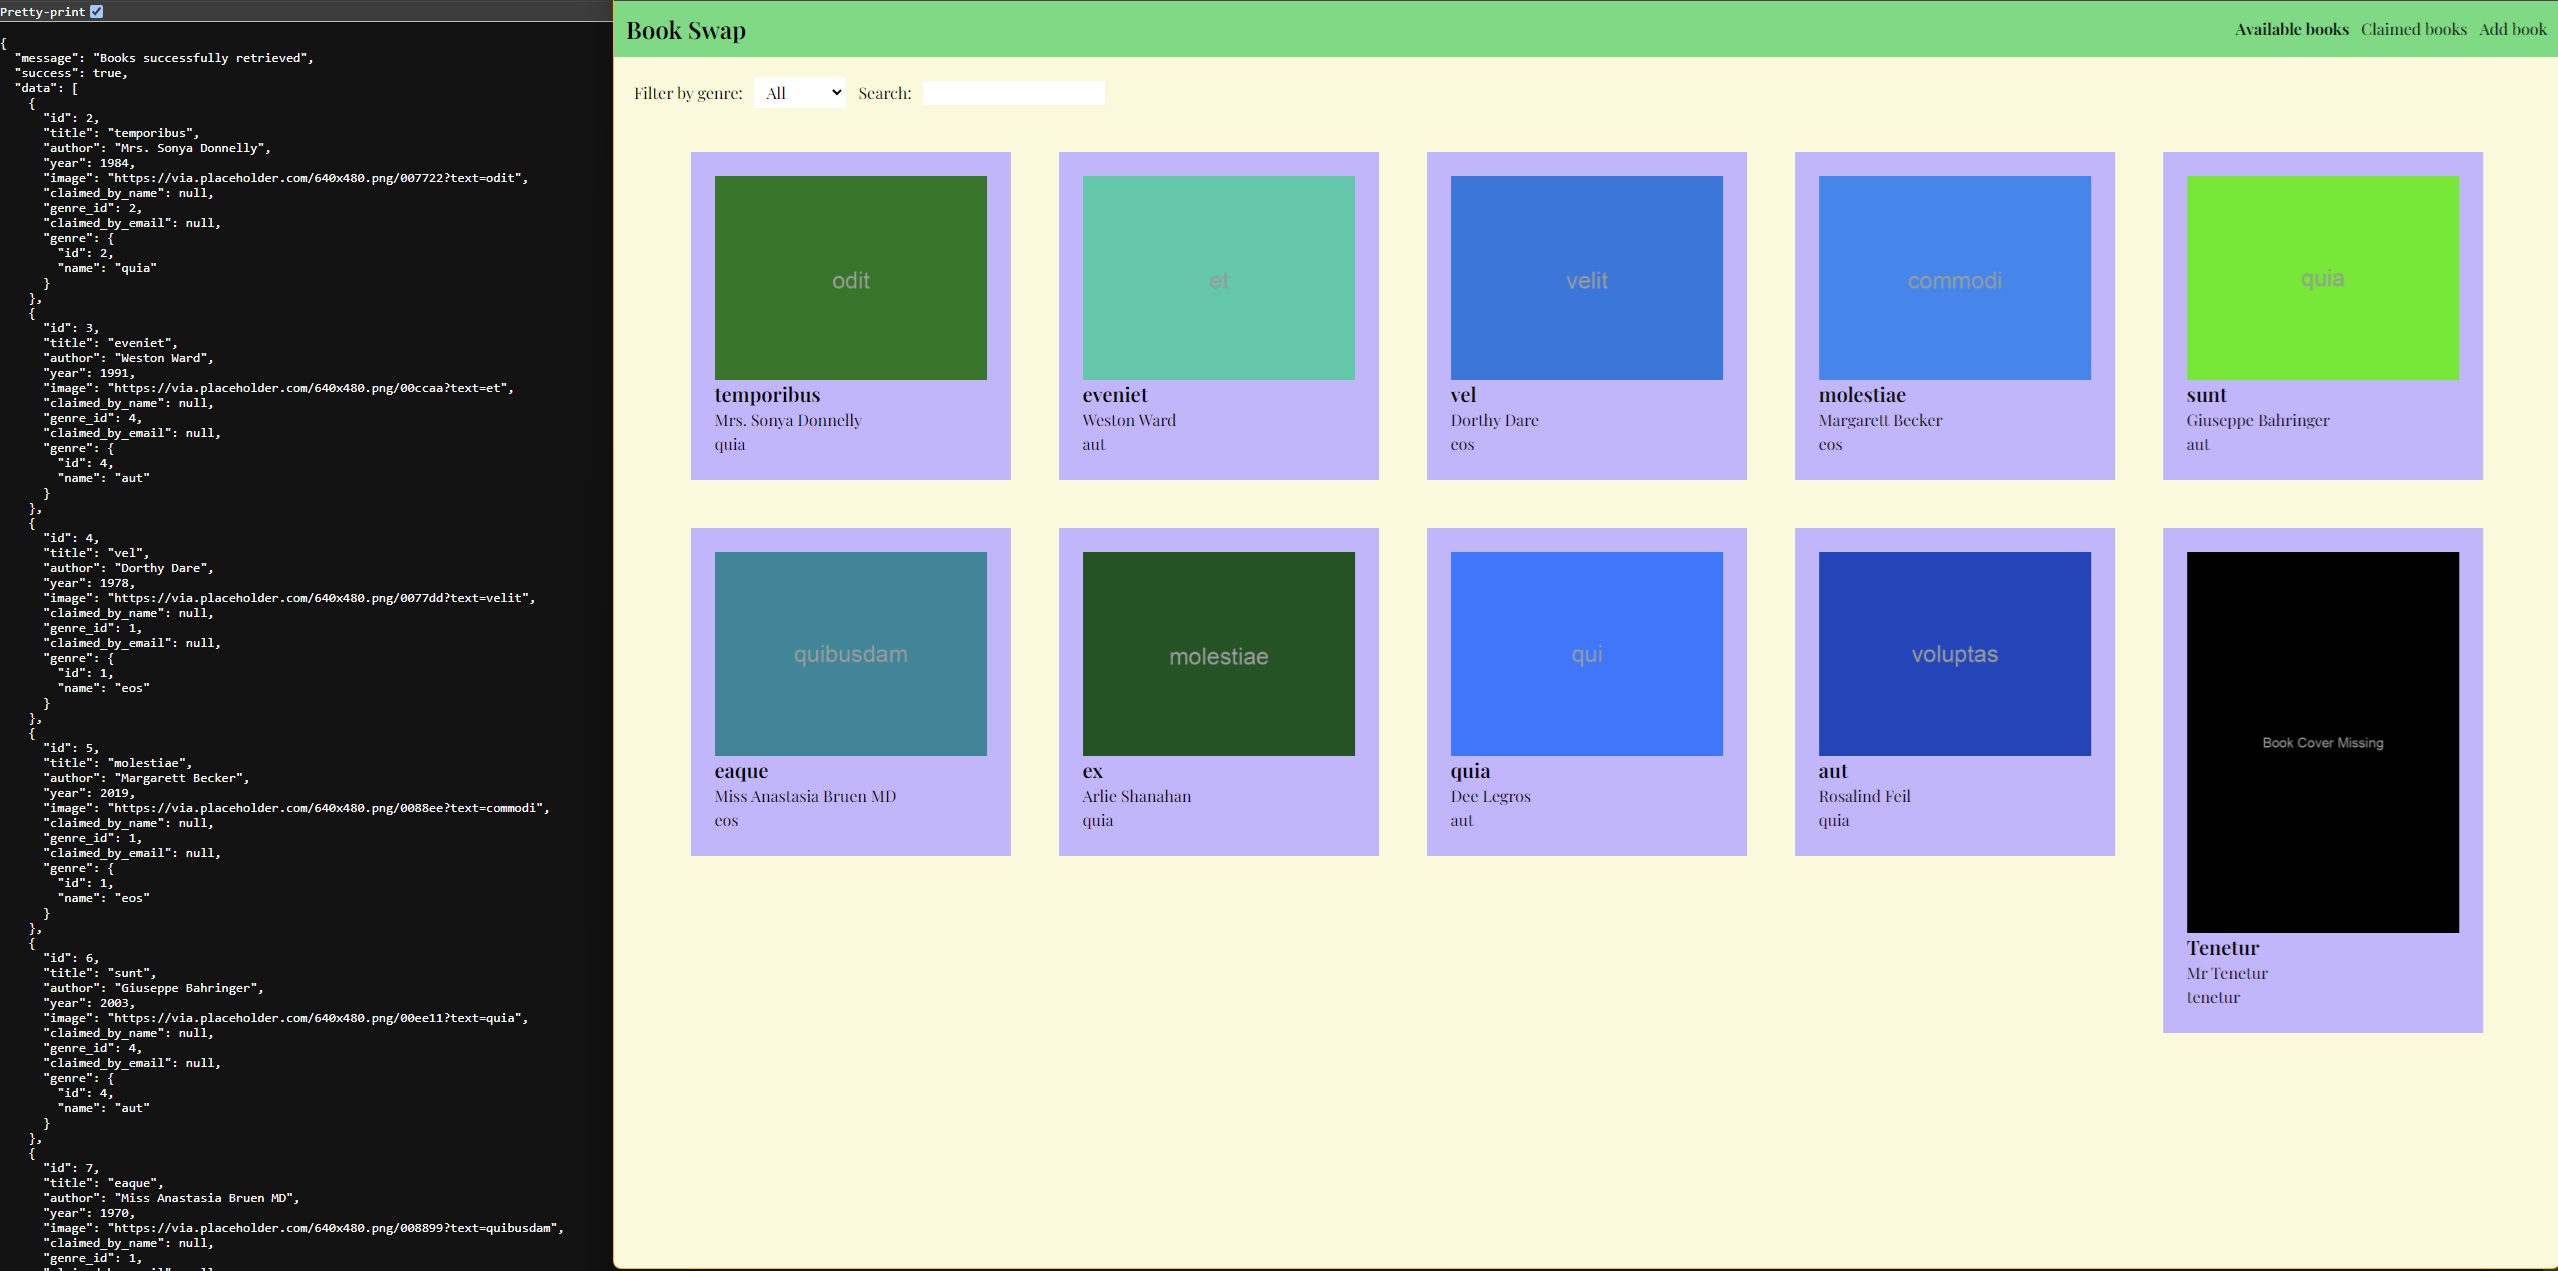 Pretty-print
{
  "message": "Books successfully retrieved",
  "success": true,
  "data": [
    {
      "id": 2,
      "title": "temporibus",
      "author": "Mrs. Sonya Donnelly",
      "year": 1984,
      "image": "https://via.placeholder.com/640x480.png/007722?text=odit",
      "claimed_by_name": null,
      "genre_id": 2,
      "claimed_by_email": null,
      "genre": {
        "id": 2,
        "name": "quia"
      }
    },
    {
      "id": 3,
      "title": "eveniet",
      "author": "Weston Ward",
      "year": 1991,
      "image": "https://via.placeholder.com/640x480.png/00ccaa?text=et",
      "claimed_by_name": null,
      "genre_id": 4,
      "claimed_by_email": null,
      "genre": {
        "id": 4,
        "name": "aut"
      }
    },
    {
      "id": 4,
      "title": "vel",
      "author": "Dorthy Dare",
      "year": 1978,
      "image": "https://via.placeholder.com/640x480.png/0077dd?text=velit",
      "claimed_by_name": null,
      "genre_id": 1,
      "claimed_by_email": null,
      "genre": {
        "id": 1,
        "name": "eos"
      }
    },
    {
      "id": 5,
      "title": "molestiae",
      "author": "Margarett Becker",
      "year": 2019,
      "image": "https://via.placeholder.com/640x480.png/0088ee?text=commodi",
      "claimed_by_name": null,
      "genre_id": 1,
      "claimed_by_email": null,
      "genre": {
        "id": 1,
        "name": "eos"
      }
    },
    {
      "id": 6,
      "title": "sunt",
      "author": "Giuseppe Bahringer",
      "year": 2003,
      "image": "https://via.placeholder.com/640x480.png/00ee11?text=quia",
      "claimed_by_name": null,
      "genre_id": 4,
      "claimed_by_email": null,
      "genre": {
        "id": 4,
        "name": "aut"
      }
    },
    {
      "id": 7,
      "title": "eaque",
      "author": "Miss Anastasia Bruen MD",
      "year": 1970,
      "image": "https://via.placeholder.com/640x480.png/008899?text=quibusdam",
      "claimed_by_name": null,
      "genre_id": 1,
Book Swap
Available books Claimed books Add book
Filter by genre: All Search:
odit
temporibus
Mrs. Sonya Donnelly
quia
et
eveniet
Weston Ward
aut
velit
vel
Dorthy Dare
eos
commodi
molestiae
Margarett Becker
eos
quia
sunt
Giuseppe Bahringer
aut
quibusdam
eaque
Miss Anastasia Bruen MD
eos
molestiae
ex
Arlie Shanahan
quia
qui
quia
Dee Legros
aut
voluptas
aut
Rosalind Feil
quia
Book Cover Missing
Tenetur
Mr Tenetur
tenetur